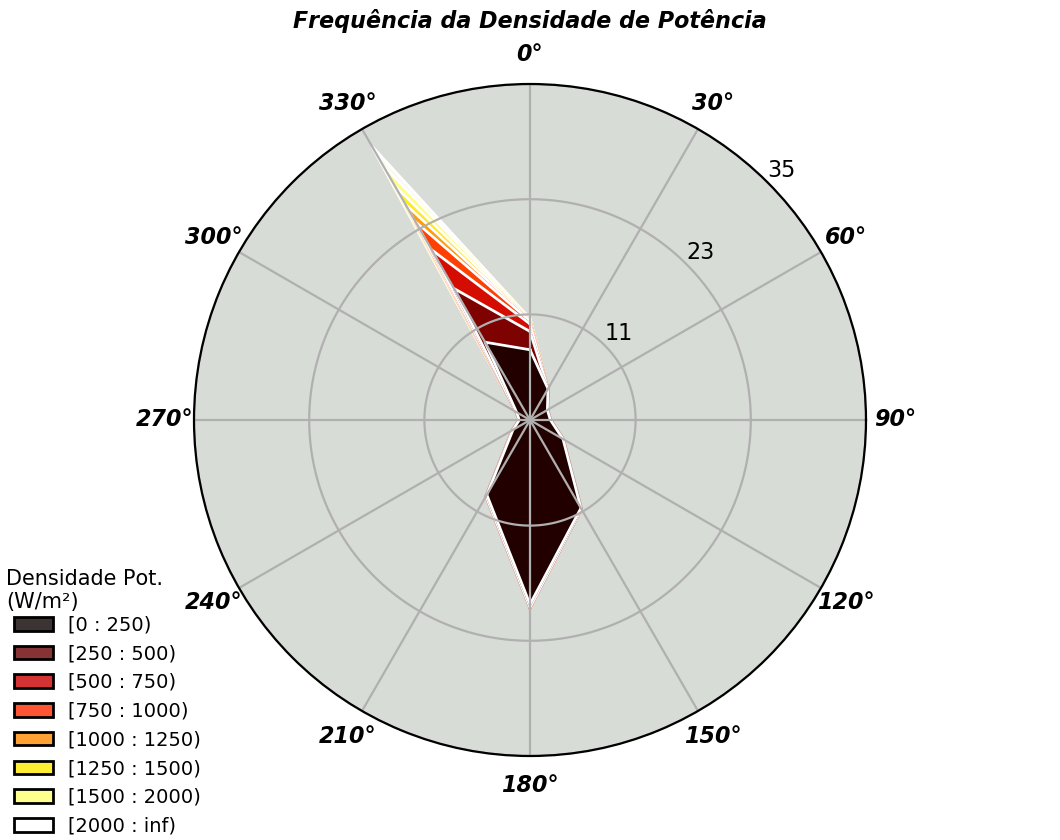 Frequência da Densidade de Potência
0°
330°
30°
35
300°
60°
23
11
270°
90°
Densidade Pot.
(W/m²)
240°
120°
[0 : 250)
[250 : 500)
[500 : 750)
[750 : 1000)
210°
150°
[1000 : 1250)
[1250 : 1500)
180°
[1500 : 2000)
[2000 : inf)